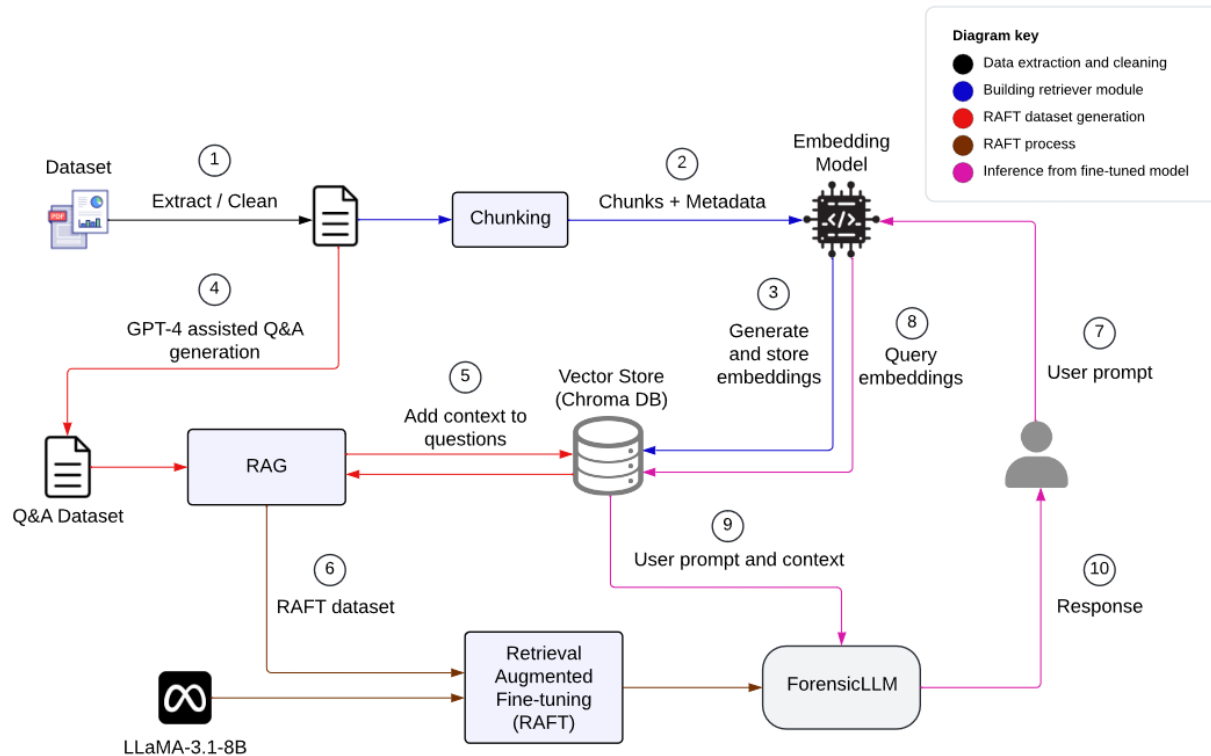 Diagram key
Data extraction and cleaning
Building retriever module
RAFT dataset generation
RAFT process
Inference from fine-tuned model
Dataset
PDF
1
Extract / Clean
Chunking
2
Chunks + Metadata
Embedding
Model
</>
4
GPT-4 assisted Q&A
generation
3
Generate
and store
embeddings
8
Query
embeddings
7
User prompt
5
Add context to
questions
Vector Store
(Chroma DB)
Q&A Dataset
RAG
9
User prompt and context
6
RAFT dataset
10
Response
Retrieval
Augmented
Fine-tuning
(RAFT)
ForensicLLM
LLaMA-3.1-8B